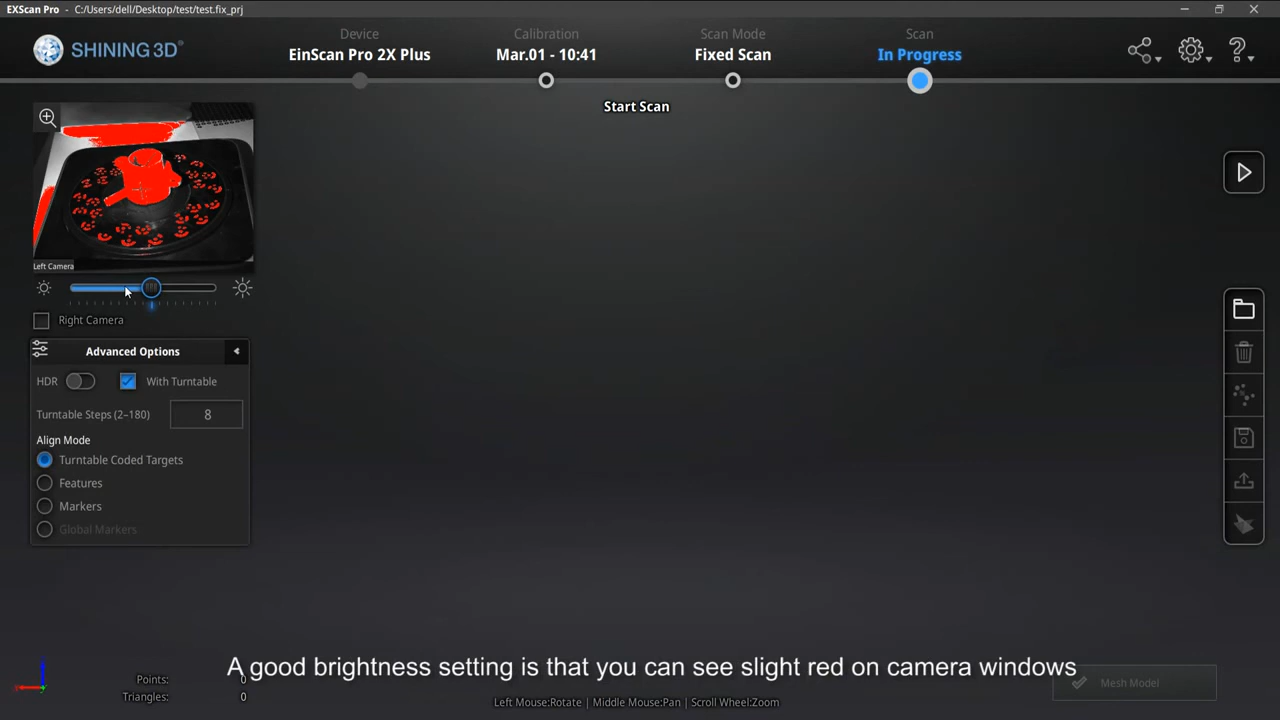 EXScan Pro - C:/Users/dell/Desktop/test/test.fix_prj
SHINING 3D®
Device
EinScan Pro 2X Plus
Calibration
Mar.01 - 10:41
Scan Mode
Fixed Scan
Scan
In Progress
Start Scan
Left Camera
Right Camera
Advanced Options
HDR
With Turntable
Turntable Steps (2–180)
8
Align Mode
Turntable Coded Targets
Features
Markers
Global Markers
A good brightness setting is that you can see slight red on camera windows
Points: 0
Triangles: 0
Mesh Model
Left Mouse:Rotate | Middle Mouse:Pan | Scroll Wheel:Zoom